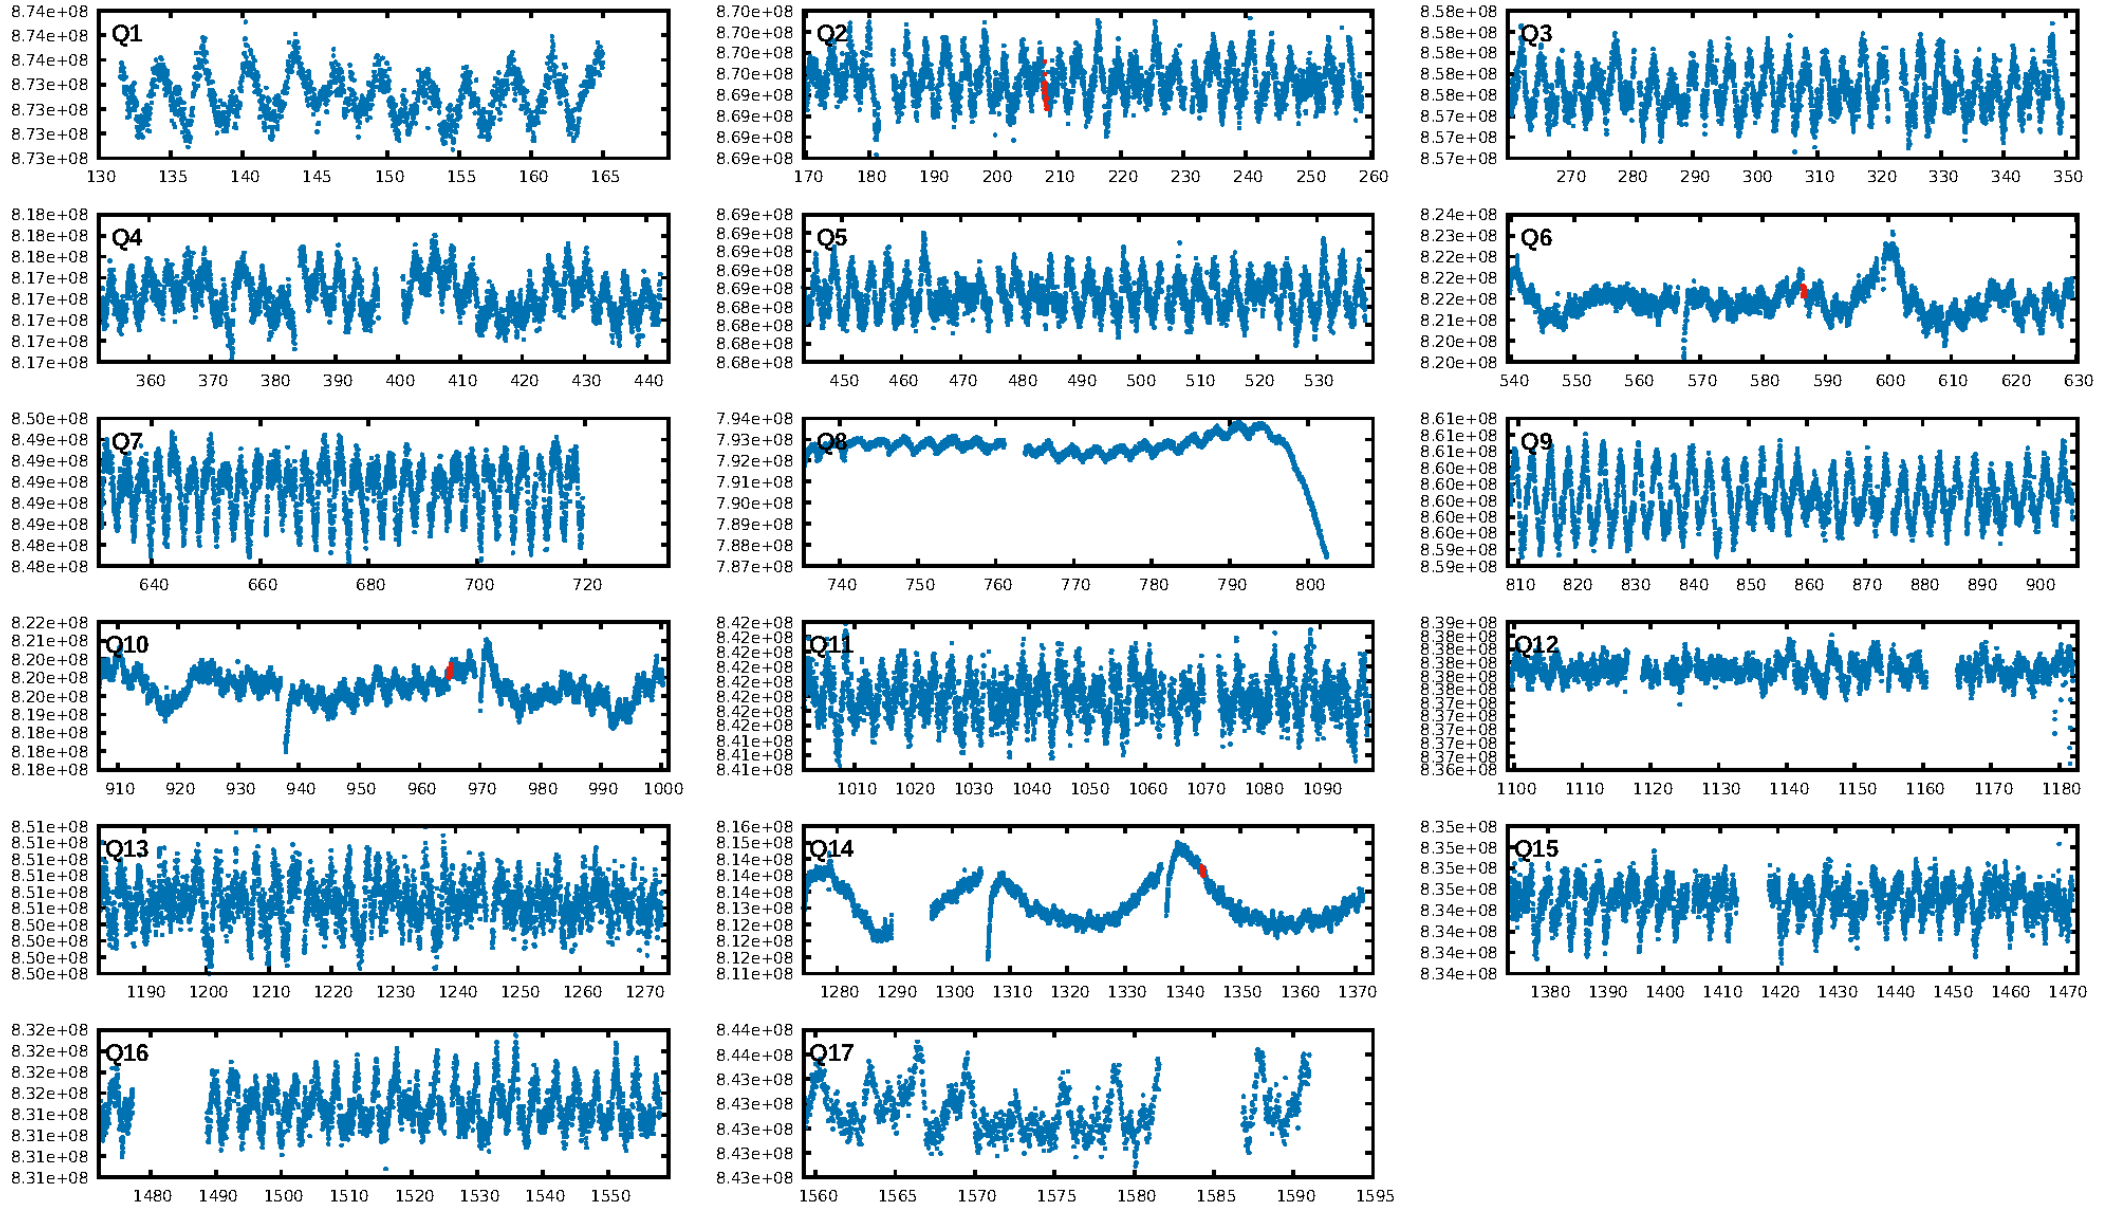 8.74e+08
8.74e+08
8.74e+08
8.73e+08
8.73e+08
8.73e+08
8.73e+08
Q1
130 135 140 145 150 155 160 165
8.70e+08
8.70e+08
8.70e+08
8.70e+08
8.69e+08
8.69e+08
8.69e+08
8.69e+08
Q2
170 180 190 200 210 220 230 240 250 260
8.58e+08
8.58e+08
8.58e+08
8.58e+08
8.58e+08
8.57e+08
8.57e+08
8.57e+08
Q3
270 280 290 300 310 320 330 340 350
8.18e+08
8.18e+08
8.18e+08
8.17e+08
8.17e+08
8.17e+08
8.17e+08
8.17e+08
Q4
360 370 380 390 400 410 420 430 440
8.69e+08
8.69e+08
8.69e+08
8.69e+08
8.69e+08
8.68e+08
8.68e+08
8.68e+08
8.68e+08
Q5
450 460 470 480 490 500 510 520 530
8.24e+08
8.23e+08
8.22e+08
8.22e+08
8.21e+08
8.20e+08
8.20e+08
Q6
540 550 560 570 580 590 600 610 620 630
8.50e+08
8.49e+08
8.49e+08
8.49e+08
8.49e+08
8.49e+08
8.48e+08
8.48e+08
Q7
640 660 680 700 720
7.94e+08
7.93e+08
7.92e+08
7.91e+08
7.90e+08
7.89e+08
7.88e+08
7.87e+08
Q8
740 750 760 770 780 790 800
8.61e+08
8.61e+08
8.61e+08
8.60e+08
8.60e+08
8.60e+08
8.60e+08
8.60e+08
8.59e+08
8.59e+08
Q9
810 820 830 840 850 860 870 880 890 900
8.22e+08
8.21e+08
8.20e+08
8.20e+08
8.20e+08
8.19e+08
8.18e+08
8.18e+08
8.18e+08
Q10
910 920 930 940 950 960 970 980 990 1000
8.42e+08
8.42e+08
8.42e+08
8.42e+08
8.42e+08
8.42e+08
8.42e+08
8.42e+08
8.41e+08
8.41e+08
8.41e+08
Q11
1010 1020 1030 1040 1050 1060 1070 1080 1090
8.39e+08
8.38e+08
8.38e+08
8.38e+08
8.38e+08
8.38e+08
8.37e+08
8.37e+08
8.37e+08
8.37e+08
8.37e+08
8.36e+08
Q12
1100 1110 1120 1130 1140 1150 1160 1170 1180
8.51e+08
8.51e+08
8.51e+08
8.51e+08
8.51e+08
8.51e+08
8.50e+08
8.50e+08
8.50e+08
8.50e+08
Q13
1190 1200 1210 1220 1230 1240 1250 1260 1270
8.16e+08
8.15e+08
8.14e+08
8.14e+08
8.13e+08
8.12e+08
8.12e+08
8.11e+08
Q14
1280 1290 1300 1310 1320 1330 1340 1350 1360 1370
8.35e+08
8.35e+08
8.35e+08
8.35e+08
8.34e+08
8.34e+08
8.34e+08
8.34e+08
Q15
1380 1390 1400 1410 1420 1430 1440 1450 1460 1470
8.32e+08
8.32e+08
8.32e+08
8.32e+08
8.31e+08
8.31e+08
8.31e+08
8.31e+08
Q16
1480 1490 1500 1510 1520 1530 1540 1550
8.44e+08
8.44e+08
8.43e+08
8.43e+08
8.43e+08
8.43e+08
8.43e+08
Q17
1560 1565 1570 1575 1580 1585 1590 1595